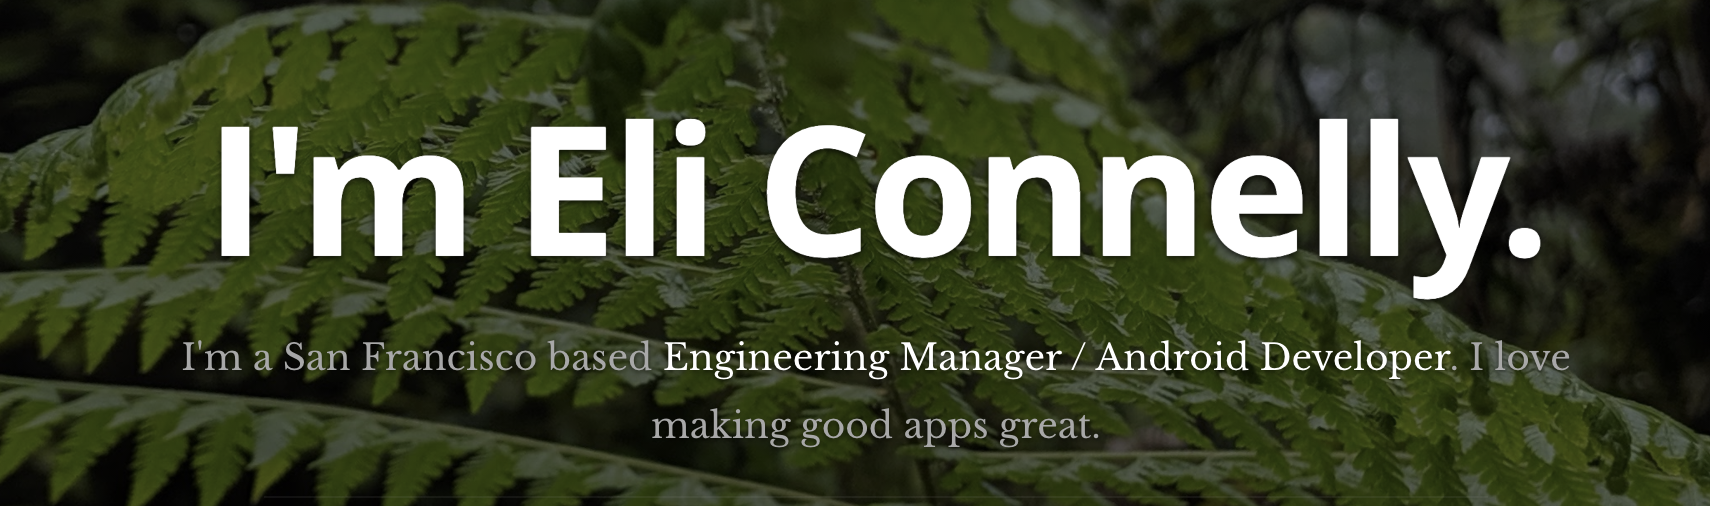 I'm Eli Connelly.
I'm a San Francisco based Engineering Manager / Android Developer. I love
making good apps great.